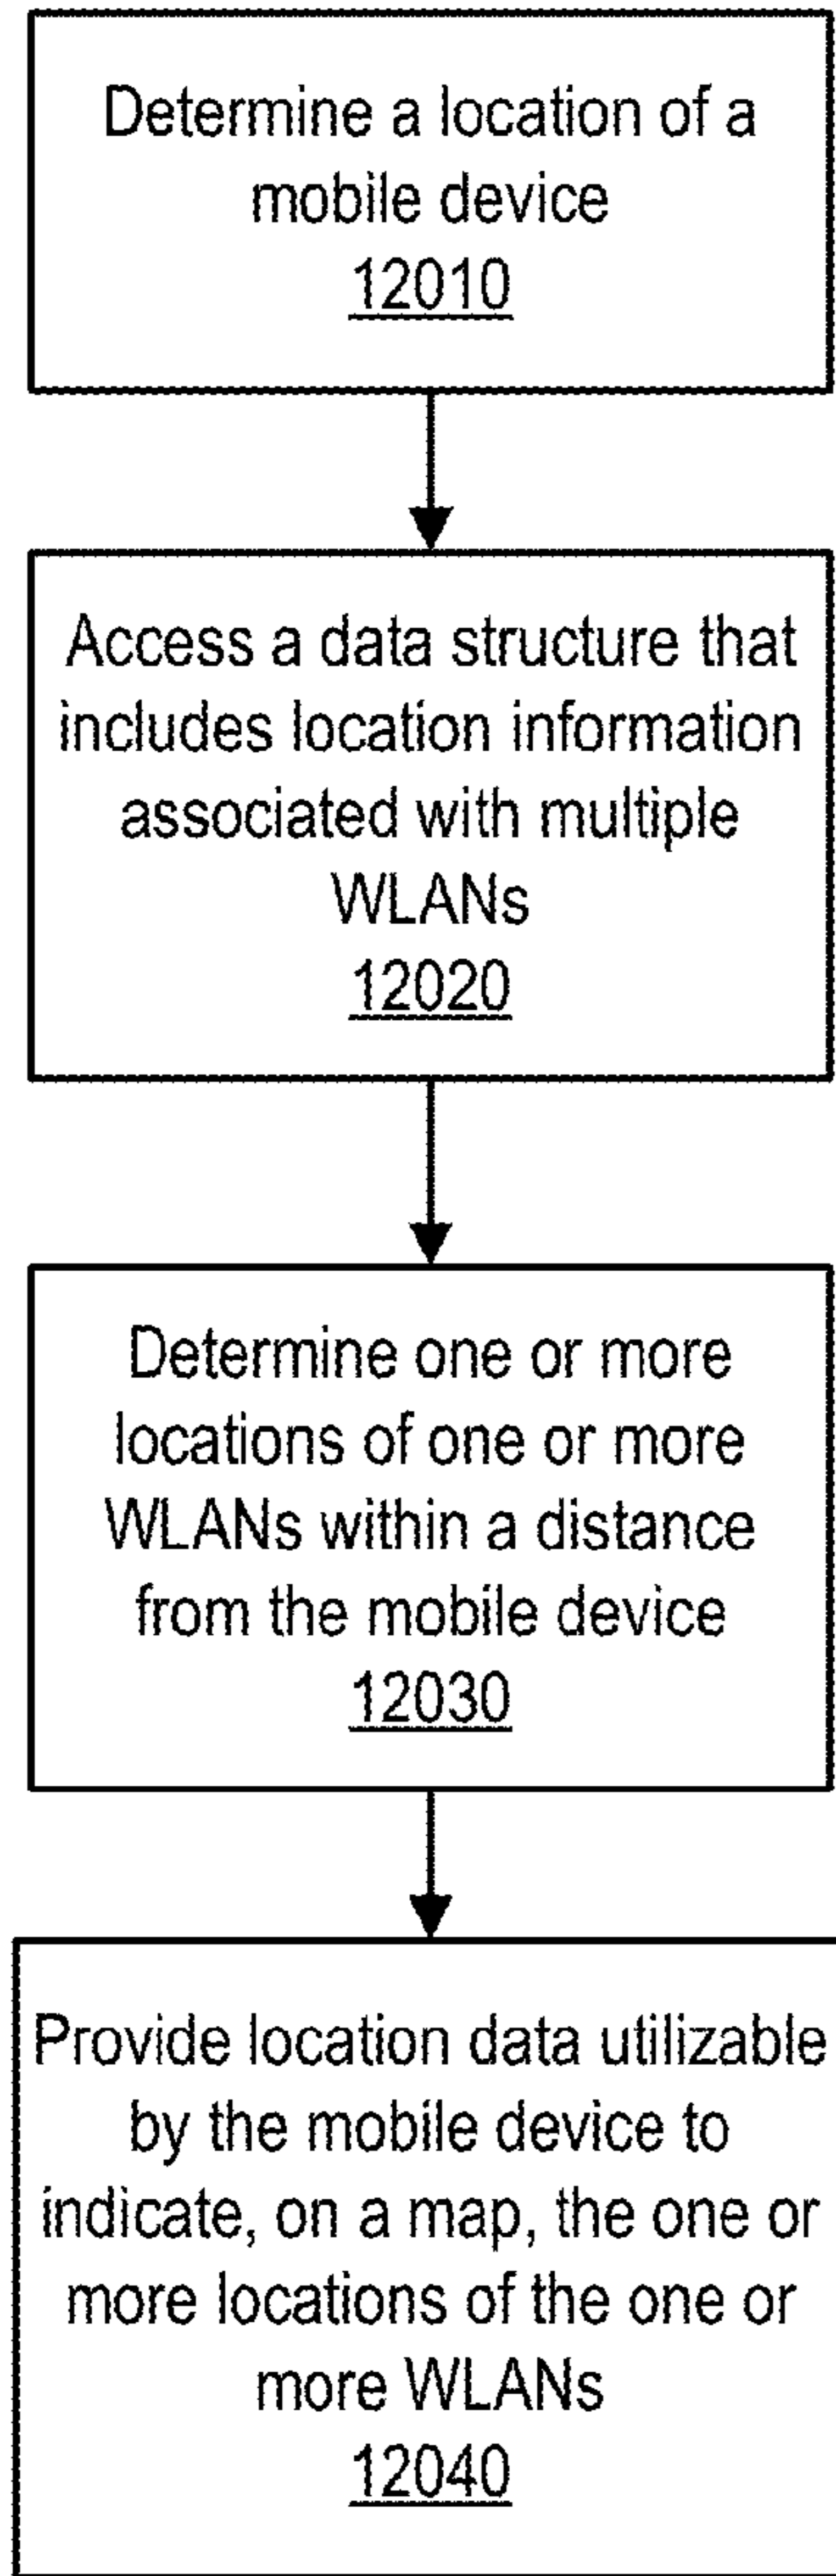 Determine a location of a
mobile device
12010
Access a data structure that
includes location information
associated with multiple
WLANs
12020
Determine one or more
locations of one or more
WLANs within a distance
from the mobile device
12030
Provide location data utilizable
by the mobile device to
indicate, on a map, the one or
more locations of the one or
more WLANs
12040